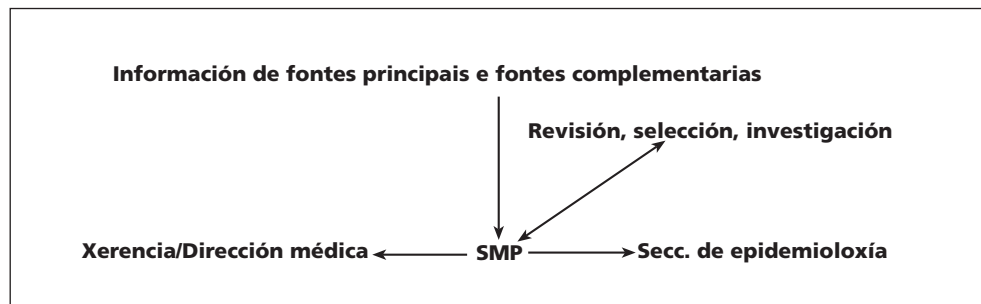 Información de fontes principais e fontes complementarias
Revisión, selección, investigación
Xerencia/Dirección médica
SMP
Secc. de epidemioloxía